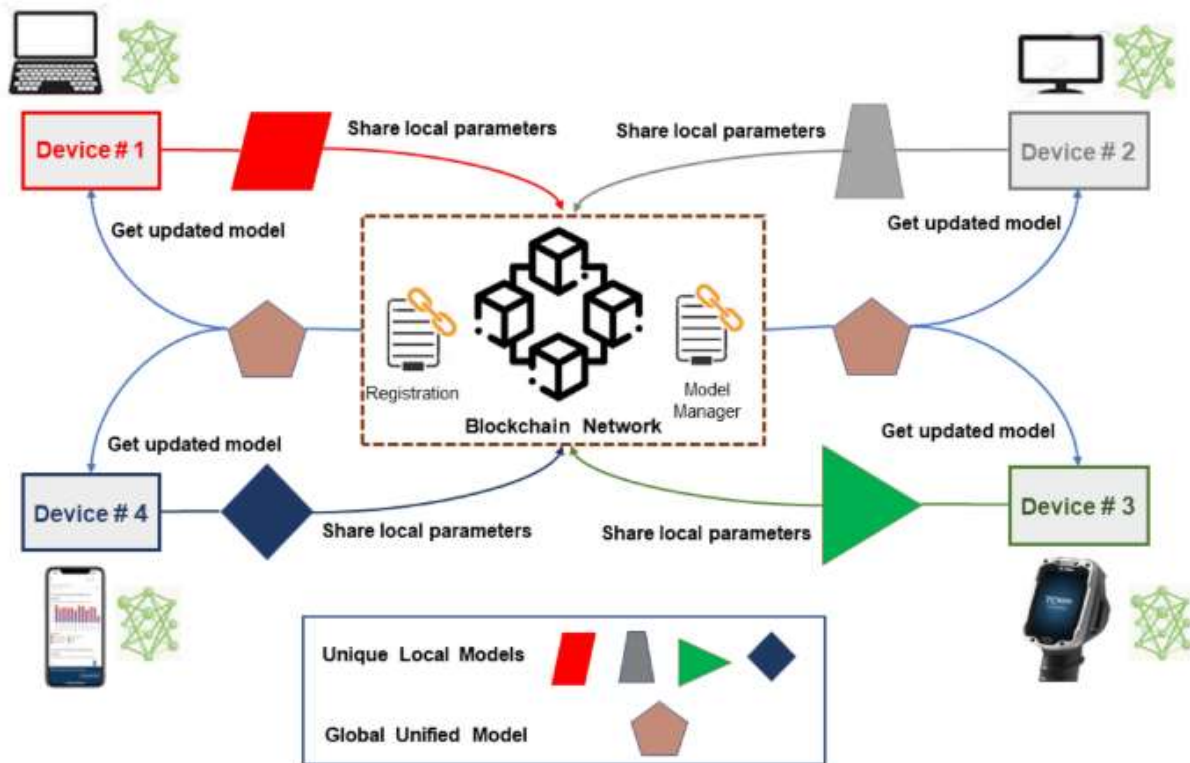 Device # 1
Share local parameters
Share local parameters
Device # 2
Get updated model
Get updated model
Registration
Model
Manager
Blockchain Network
Get updated model
Get updated model
Device # 4
Share local parameters
Share local parameters
Device # 3
Unique Local Models
Global Unified Model